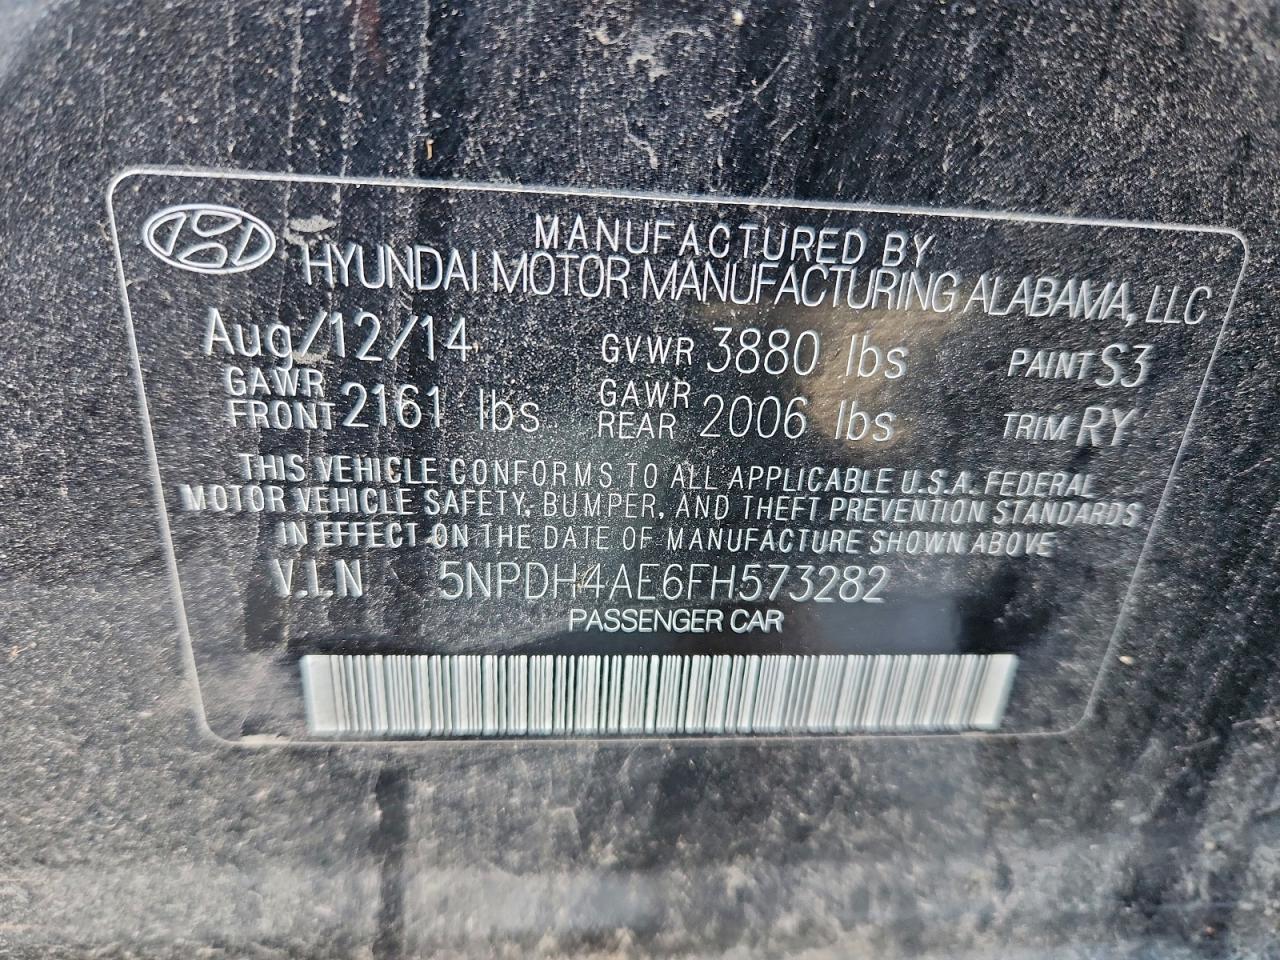 MANUFACTURED BY
HYUNDAI MOTOR MANUFACTURING ALABAMA, LLC
Aug/12/14 GVWR 3880 lbs PAINT S3
GAWR FRONT 2161 lbs GAWR REAR 2006 lbs TRIM RY
THIS VEHICLE CONFORMS TO ALL APPLICABLE U.S.A. FEDERAL
MOTOR VEHICLE SAFETY, BUMPER, AND THEFT PREVENTION STANDARDS
IN EFFECT ON THE DATE OF MANUFACTURE SHOWN ABOVE
V.I.N 5NPDH4AE6FH573282
PASSENGER CAR